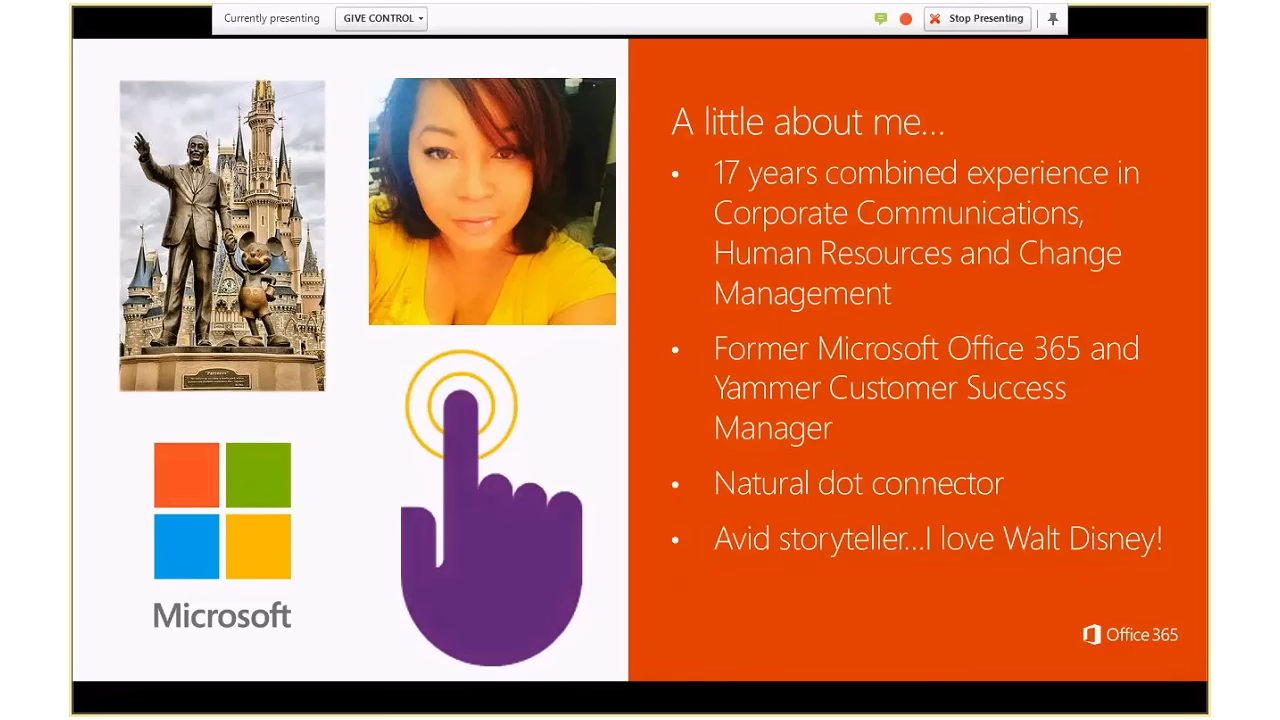 Currently presenting
GIVE CONTROL
Stop Presenting
A little about me...
• 17 years combined experience in
Corporate Communications,
Human Resources and Change
Management
• Former Microsoft Office 365 and
Yammer Customer Success
Manager
• Natural dot connector
• Avid storyteller...I love Walt Disney!
Microsoft
Office 365